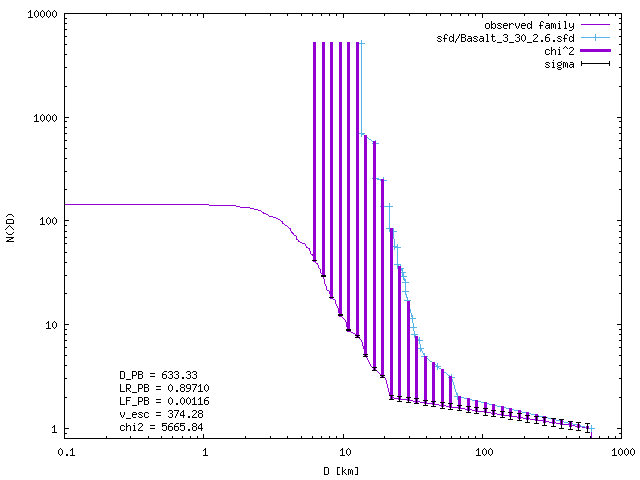 10000
observed family
sfd/Basalt_3_30_2.6.sfd
chi^2
sigma
1000
100
N(>D)
10
D_PB = 633.33
LR_PB = 0.89710
LF_PB = 0.00116
v_esc = 374.28
chi2 = 5665.84
1
0.1 1 10 100 1000
D [km]